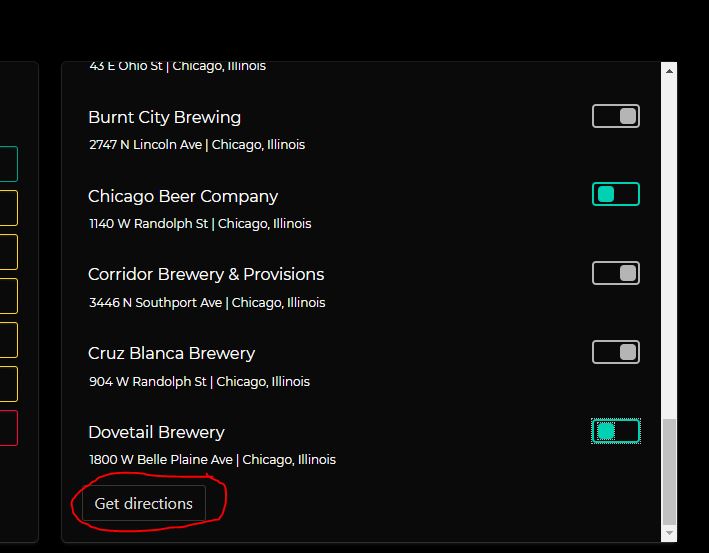 43 E Ohio St | Chicago, Illinois
Burnt City Brewing
2747 N Lincoln Ave | Chicago, Illinois
Chicago Beer Company
1140 W Randolph St | Chicago, Illinois
Corridor Brewery & Provisions
3446 N Southport Ave | Chicago, Illinois
Cruz Blanca Brewery
904 W Randolph St | Chicago, Illinois
Dovetail Brewery
1800 W Belle Plaine Ave | Chicago, Illinois
Get directions